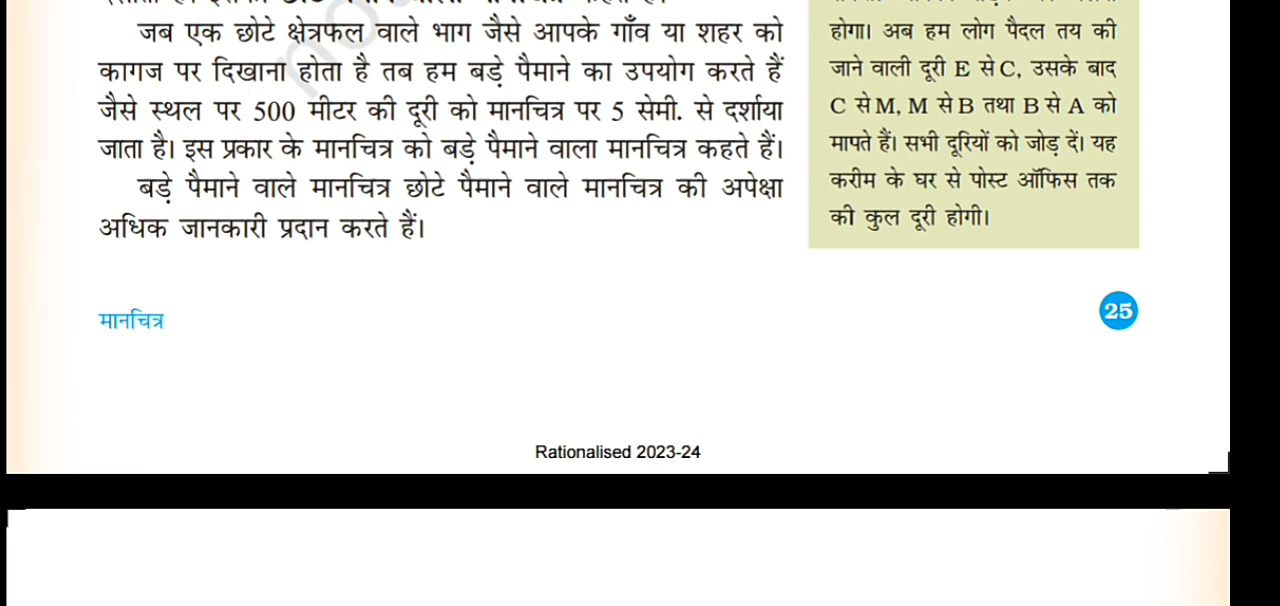 जब एक छोटे क्षेत्रफल वाले भाग जैसे आपके गाँव या शहर को
कागज पर दिखाना होता है तब हम बड़े पैमाने का उपयोग करते हैं
जैसे स्थल पर 500 मीटर की दूरी को मानचित्र पर 5 सेमी. से दर्शाया
जाता है। इस प्रकार के मानचित्र को बड़े पैमाने वाला मानचित्र कहते हैं।
बड़े पैमाने वाले मानचित्र छोटे पैमाने वाले मानचित्र की अपेक्षा
अधिक जानकारी प्रदान करते हैं।
होगा। अब हम लोग पैदल तय की
जाने वाली दूरी E से C, उसके बाद
C से M, M से B तथा B से A को
मापते हैं। सभी दूरियों को जोड़ दें। यह
करीम के घर से पोस्ट ऑफिस तक
की कुल दूरी होगी।
मानचित्र
25
Rationalised 2023-24